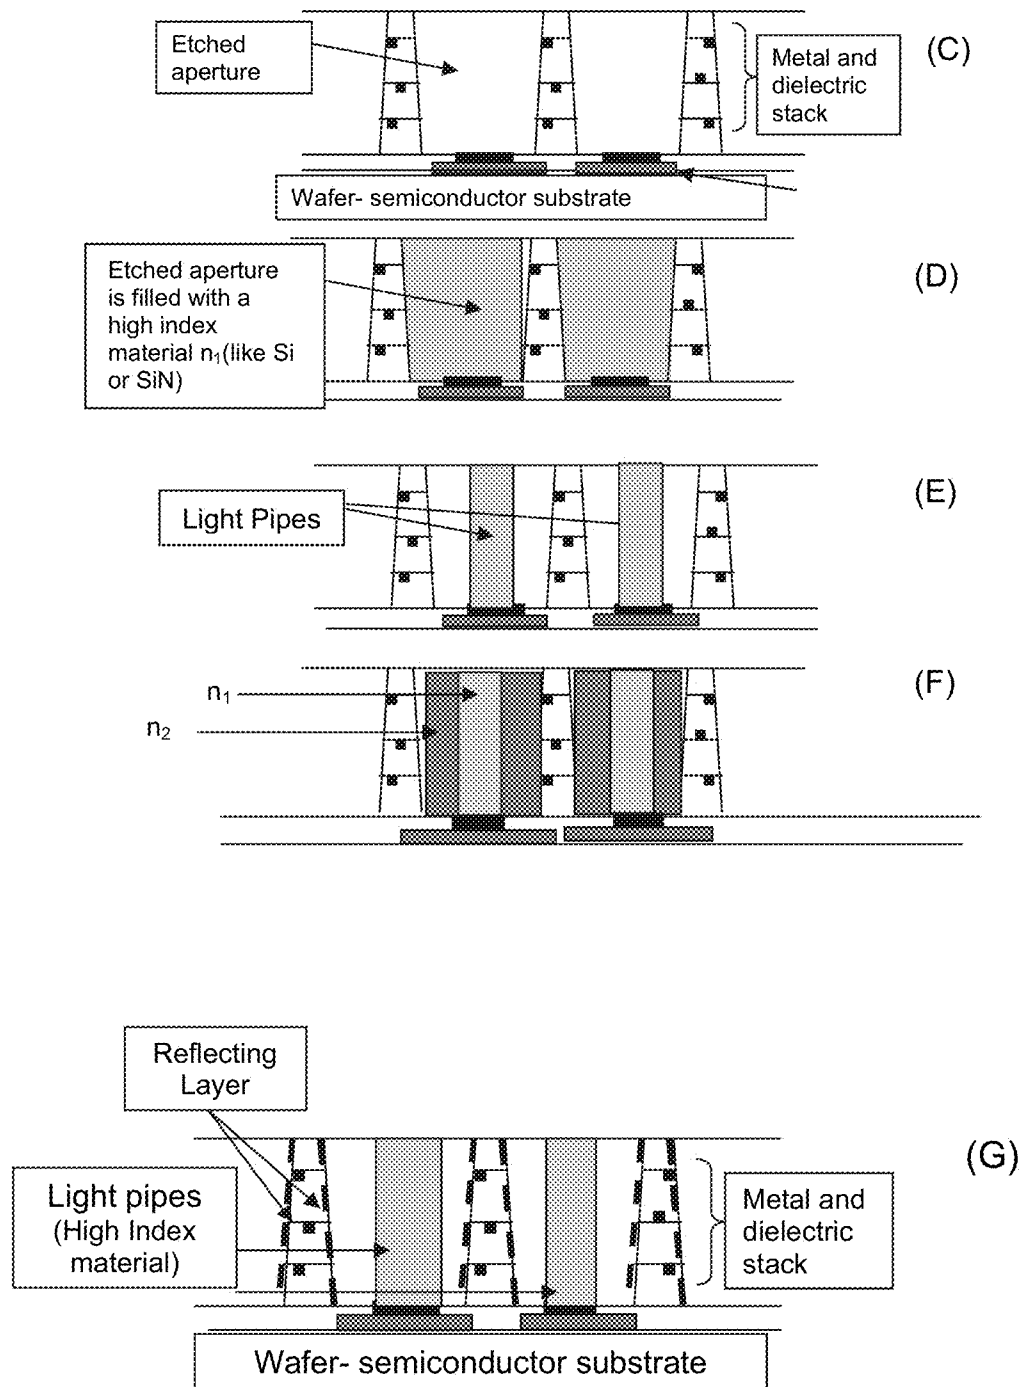 Etched
aperture
(C)
Metal and
dielectric
stack
Wafer- semiconductor substrate
Etched aperture
is filled with a
high index
material n₁(like Si
or SiN)
(D)
Light Pipes
(E)
n₁
n₂
(F)
Reflecting
Layer
(G)
Light pipes
(High Index
material)
Metal and
dielectric
stack
Wafer- semiconductor substrate